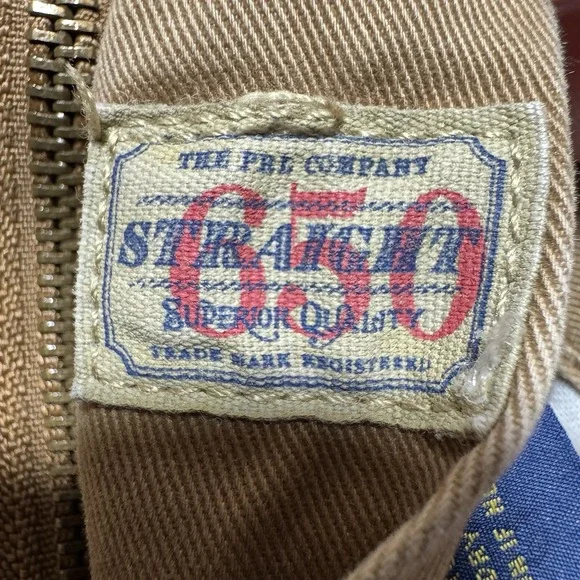 THE PRL COMPANY
650
STRAIGHT
SUPERIOR QUALITY
TRADE MARK REGISTERED